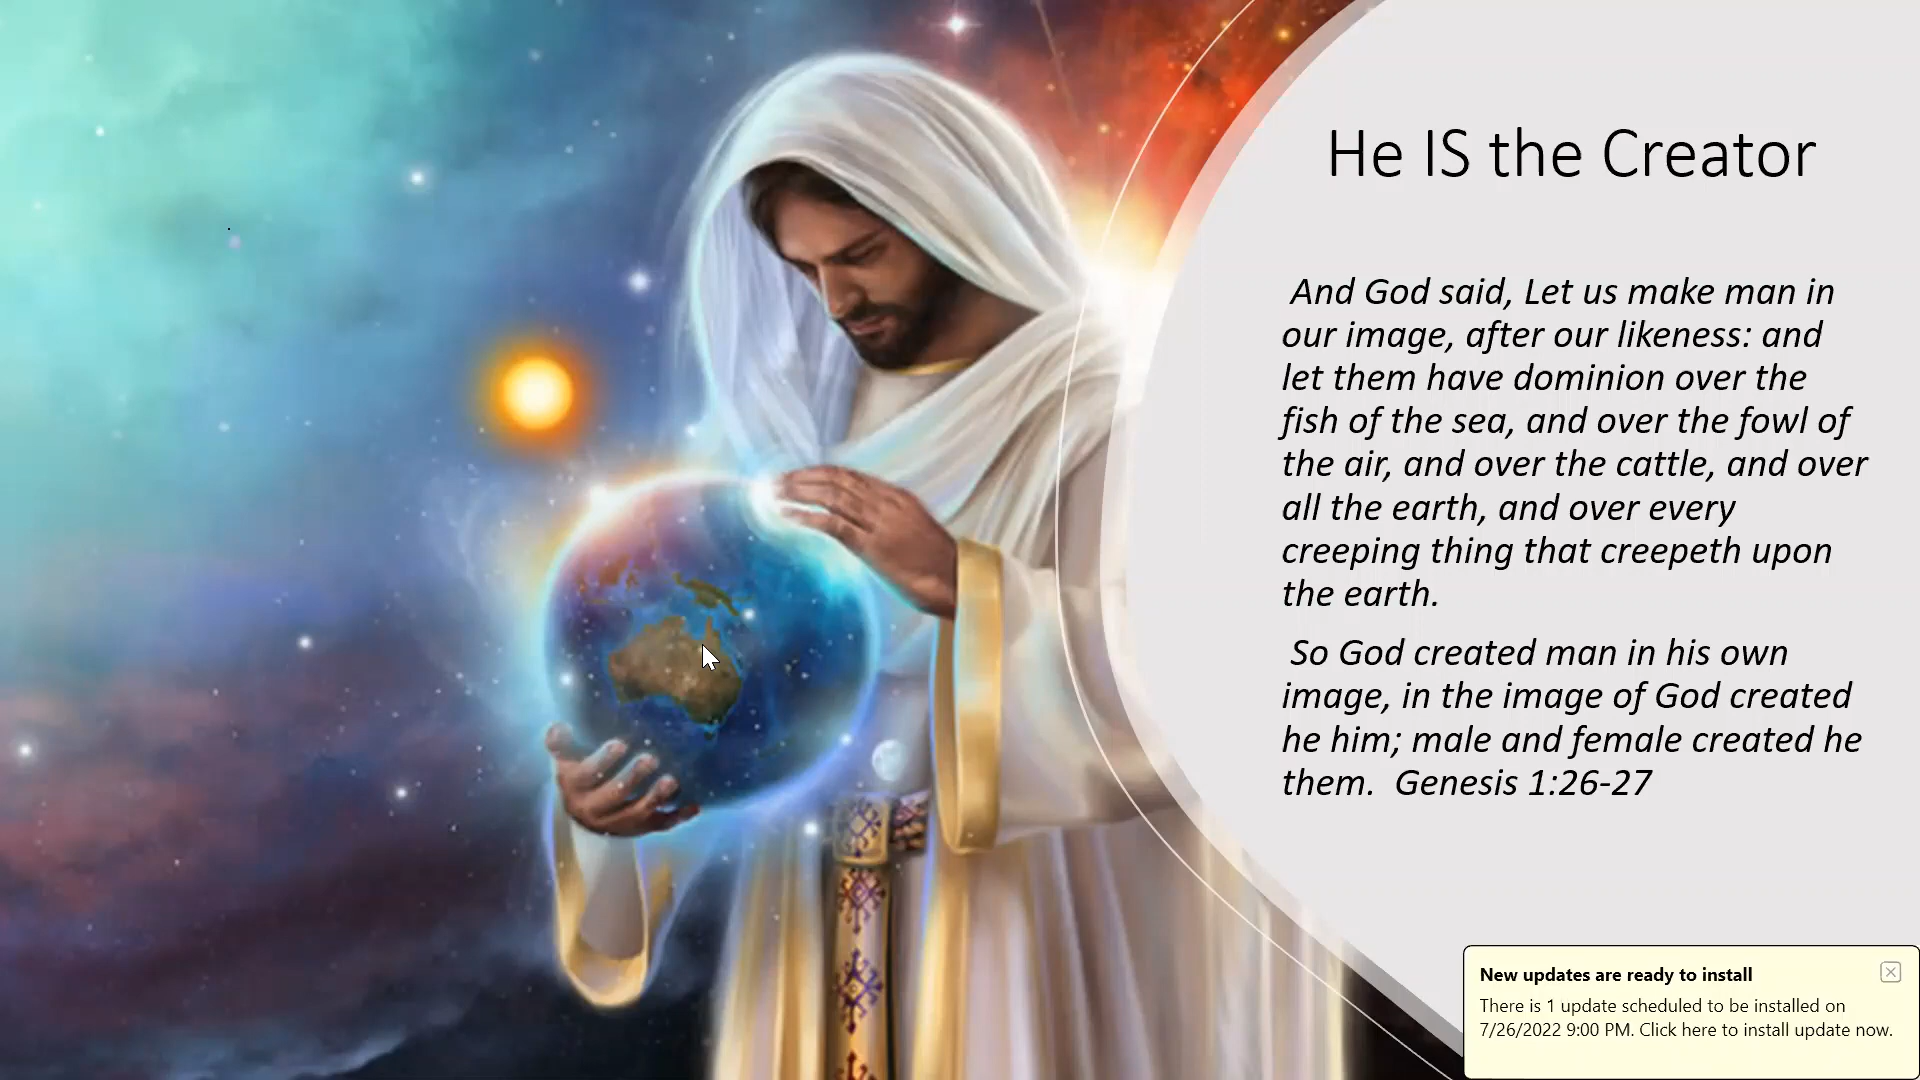 He IS the Creator
And God said, Let us make man in
our image, after our likeness: and
let them have dominion over the
fish of the sea, and over the fowl of
the air, and over the cattle, and over
all the earth, and over every
creeping thing that creepeth upon
the earth.
So God created man in his own
image, in the image of God created
he him; male and female created he
them.  Genesis 1:26-27
New updates are ready to install
There is 1 update scheduled to be installed on
7/26/2022 9:00 PM. Click here to install update now.